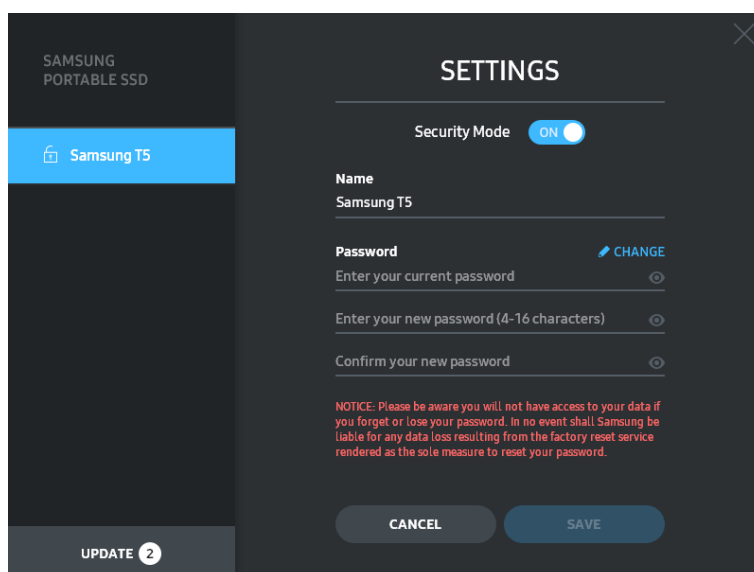 SAMSUNG
PORTABLE SSD
Samsung T5
UPDATE 2
SETTINGS
Security Mode ON
Name
Samsung T5
Password CHANGE
Enter your current password
Enter your new password (4-16 characters)
Confirm your new password
NOTICE: Please be aware you will not have access to your data if
you forget or lose your password. In no event shall Samsung be
liable for any data loss resulting from the factory reset service
rendered as the sole measure to reset your password.
CANCEL SAVE